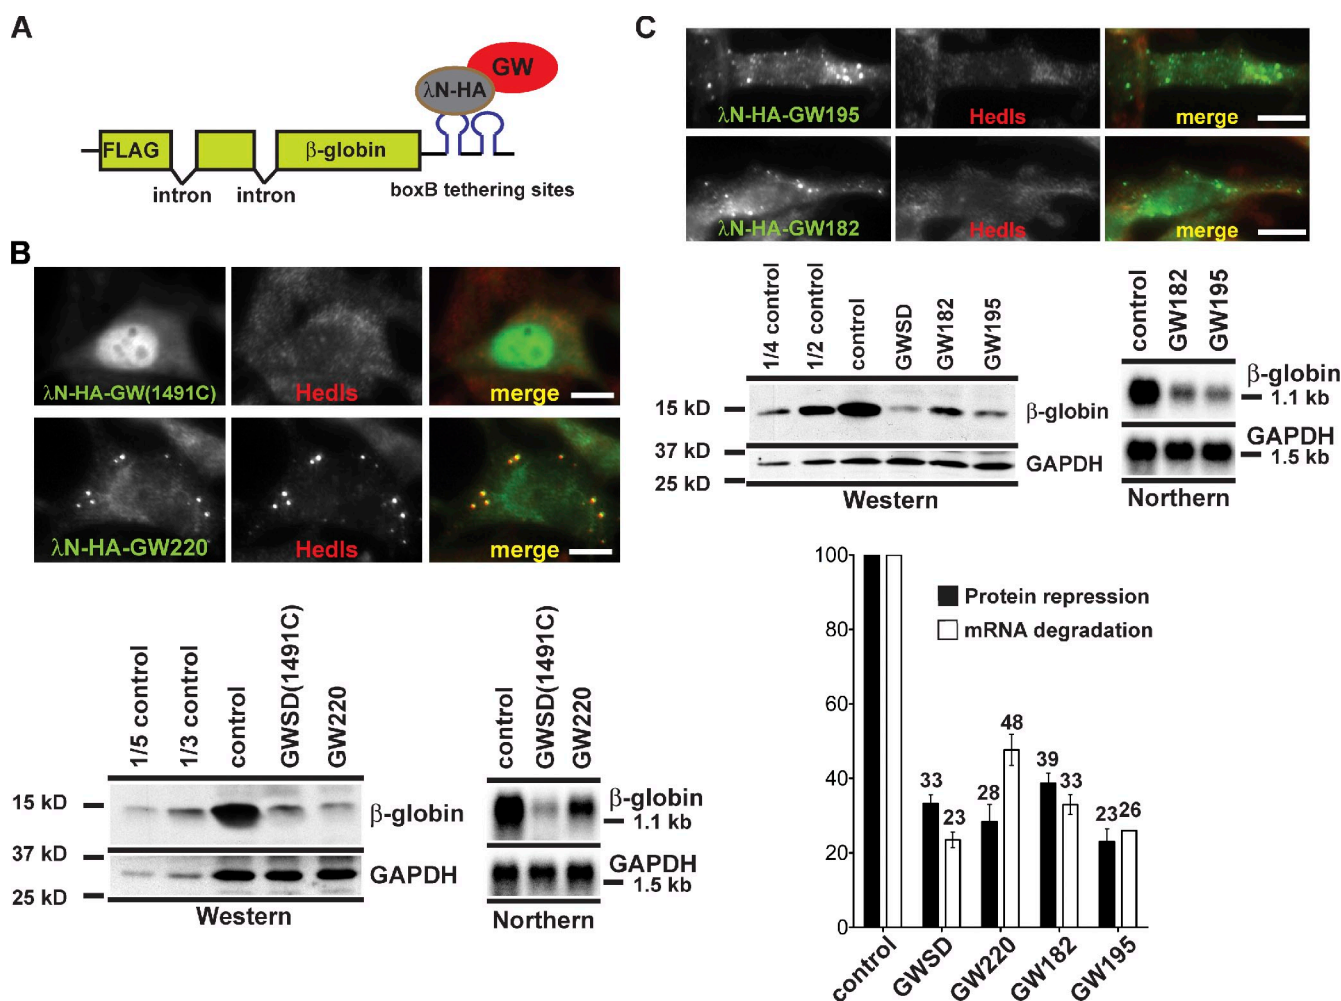 A
GW
λN-HA
FLAG
β-globin
intron
intron
boxB tethering sites
B
λN-HA-GW(1491C)
Hedls
merge
λN-HA-GW220
Hedls
merge
1/5 control
1/3 control
control
GWSD(1491C)
GW220
15 kD
β-globin
37 kD
GAPDH
25 kD
Western
control
GWSD(1491C)
GW220
β-globin
1.1 kb
GAPDH
1.5 kb
Northern
C
λN-HA-GW195
Hedls
merge
λN-HA-GW182
Hedls
merge
1/4 control
1/2 control
control
GWSD
GW182
GW195
15 kD
β-globin
37 kD
GAPDH
25 kD
Western
control
GW182
GW195
β-globin
1.1 kb
GAPDH
1.5 kb
Northern
100
80
60
40
20
0
Protein repression
mRNA degradation
33
23
28
48
39
33
23
26
control
GWSD
GW220
GW182
GW195